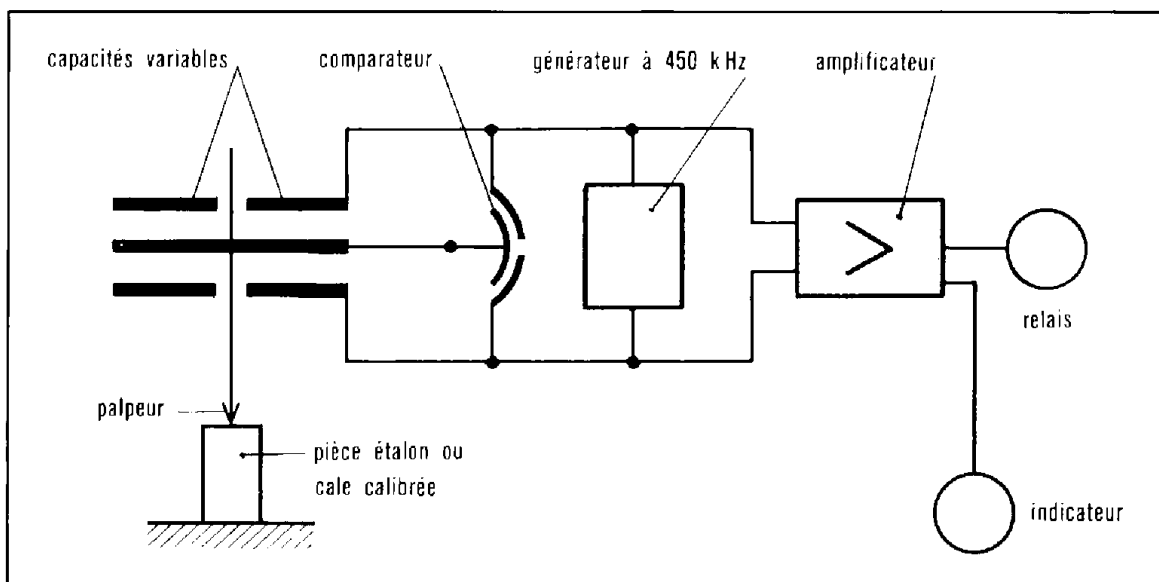 capacités variables
comparateur
générateur à 450 kHz
amplificateur
relais
palpeur
pièce étalon ou
cale calibrée
indicateur